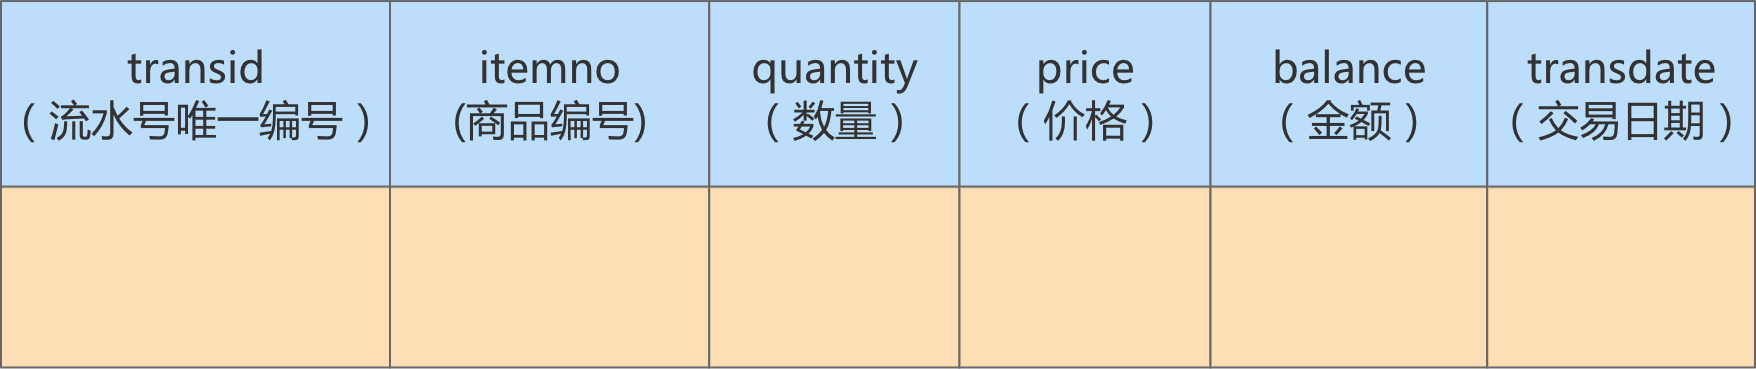 transid
（流水号唯一编号）
itemno
(商品编号)
quantity
（数量）
price
（价格）
balance
（金额）
transdate
（交易日期）